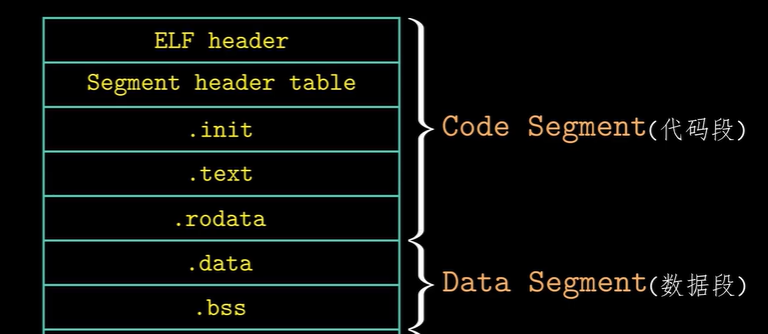 ELF header
Segment header table
.init
.text
.rodata
.data
.bss
Code Segment(代码段)
Data Segment(数据段)